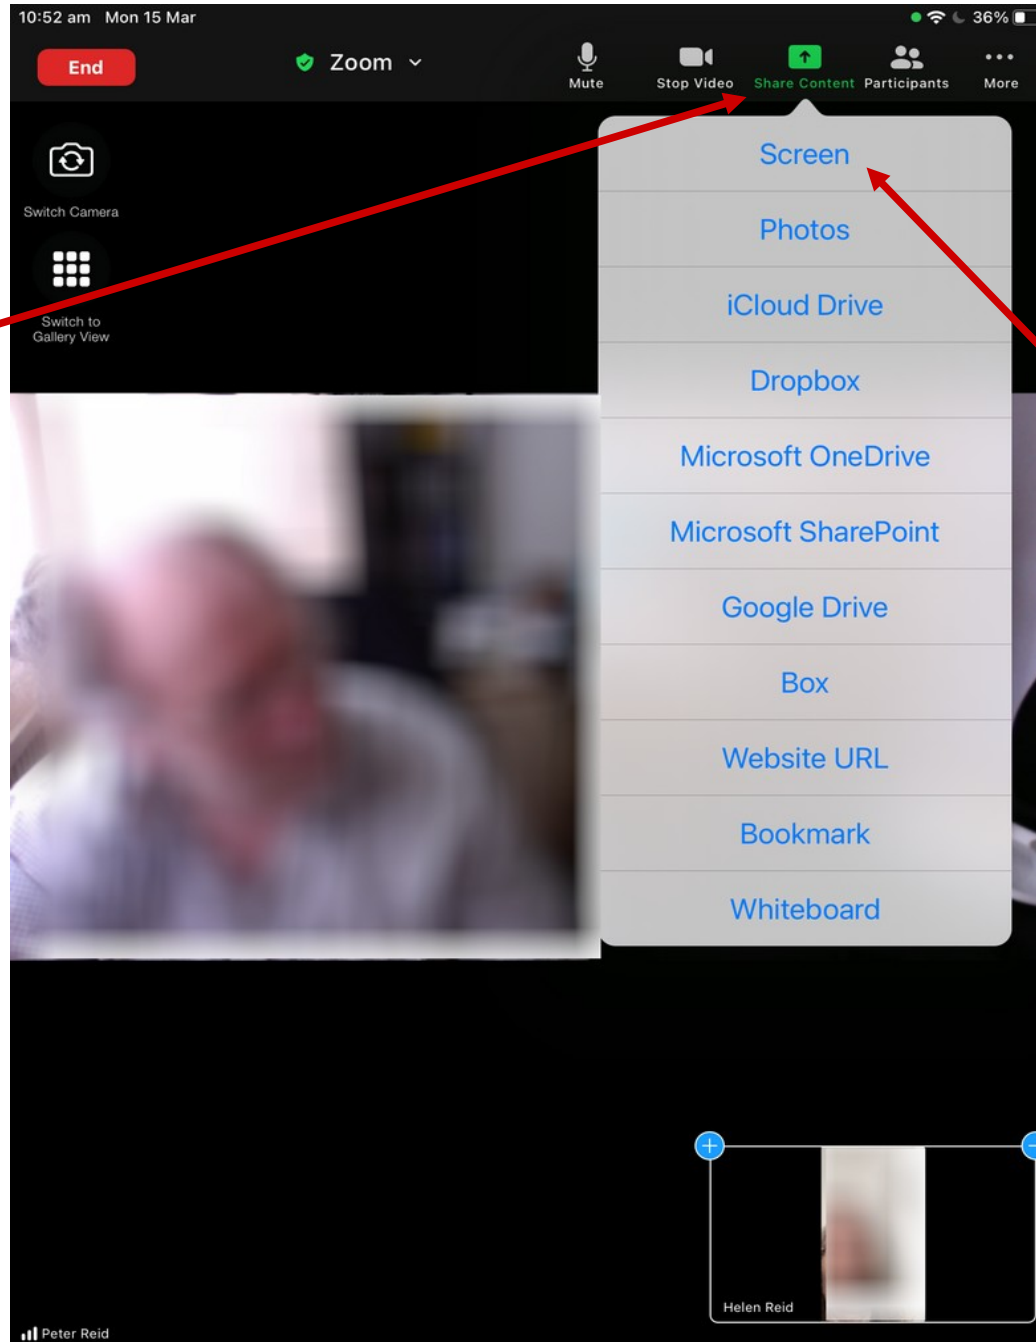 10:52 am Mon 15 Mar
36%
End
Zoom
Mute
Stop Video
Share Content
Participants
More
Switch Camera
Switch to
Gallery View
Screen
Photos
iCloud Drive
Dropbox
Microsoft OneDrive
Microsoft SharePoint
Google Drive
Box
Website URL
Bookmark
Whiteboard
Helen Reid
Peter Reid